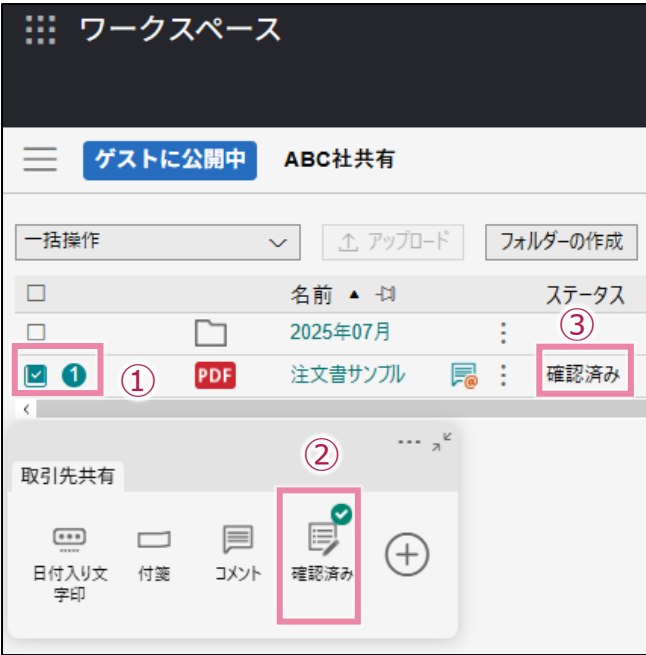 ワークスペース
ゲストに公開中 ABC社共有
一括操作 アップロード フォルダーの作成
名前 ▲ ステータス
2025年07月 ③
1 ① PDF 注文書サンプル @ 確認済み
②
取引先共有
日付入り文字印 付箋 コメント 確認済み